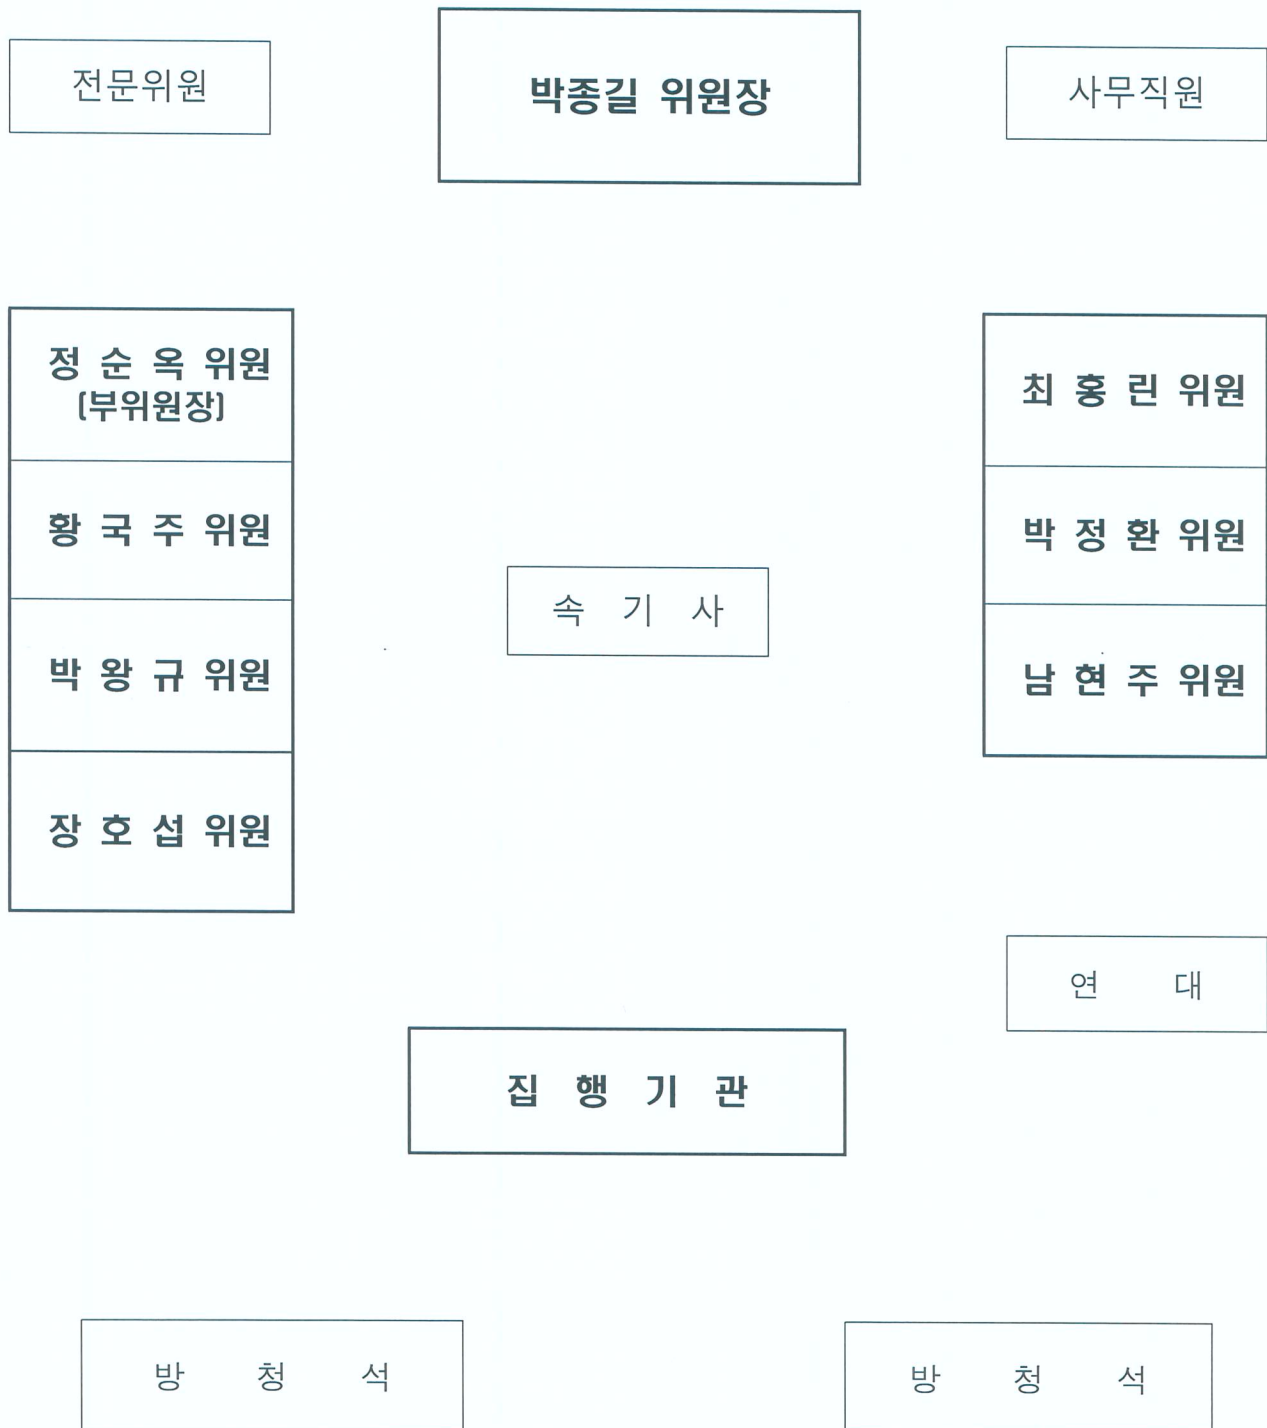 전문위원
박종길 위원장
사무직원
정 순 옥 위원
(부위원장)
황 국 주 위원
박 왕 규 위원
장 호 섭 위원
최 홍 린 위원
박 정 환 위원
남 현 주 위원
속 기 사
연 대
집 행 기 관
방 청 석
방 청 석